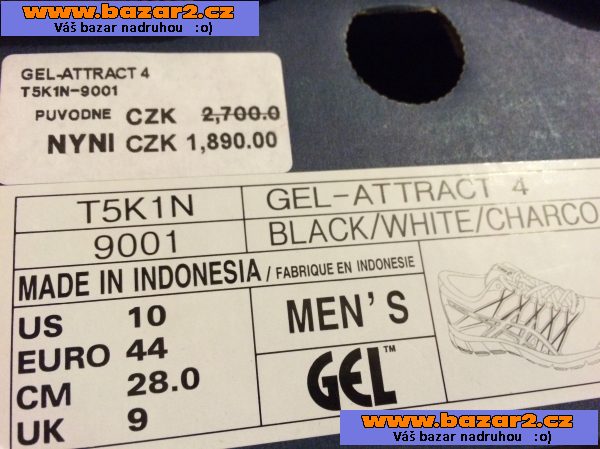 www.bazar2.cz
Váš bazar nadruhou :o)
GEL-ATTRACT 4
T5K1N-9001
PUVODNE CZK 2,700.0
NYNI CZK 1,890.00
T5K1N
GEL-ATTRACT 4
9001
BLACK/WHITE/CHARCO
MADE IN INDONESIA / FABRIQUE EN INDONESIE
US 10
EURO 44
CM 28.0
UK 9
MEN'S
GEL™
www.bazar2.cz
Váš bazar nadruhou :o)